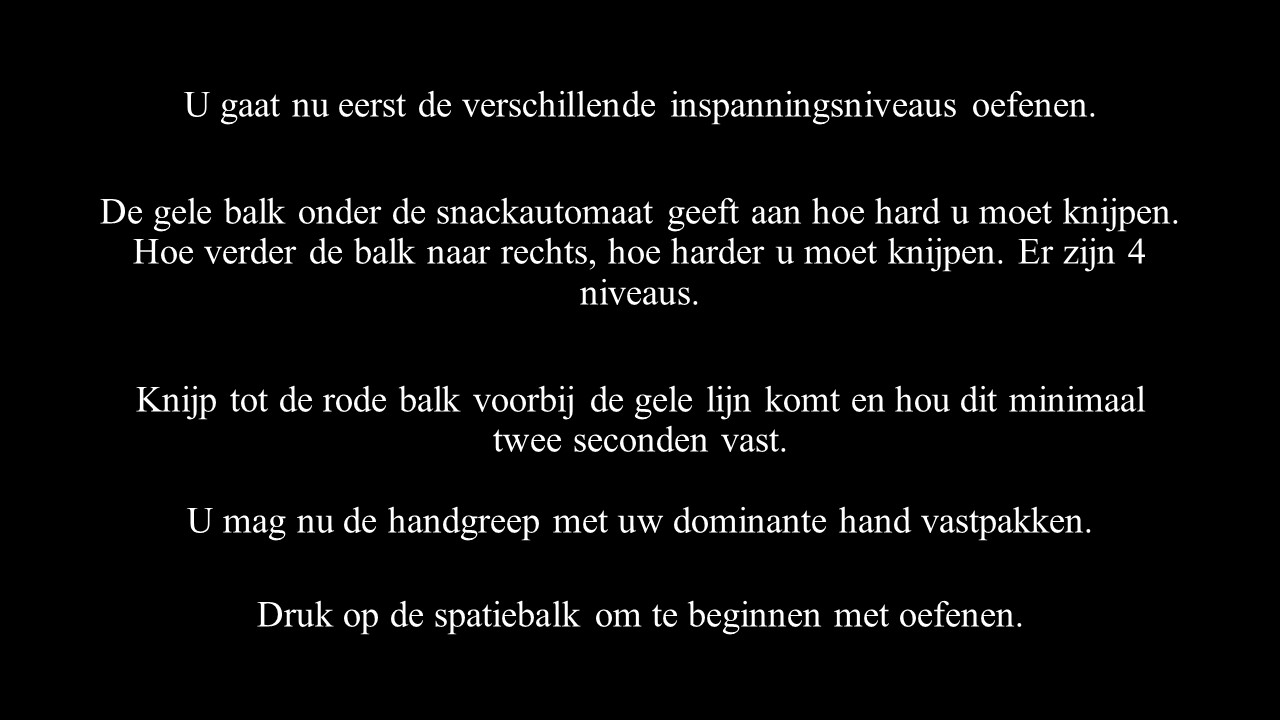 U gaat nu eerst de verschillende inspanningsniveaus oefenen.
De gele balk onder de snackautomaat geeft aan hoe hard u moet knijpen.
Hoe verder de balk naar rechts, hoe harder u moet knijpen. Er zijn 4
niveaus.
Knijp tot de rode balk voorbij de gele lijn komt en hou dit minimaal
twee seconden vast.
U mag nu de handgreep met uw dominante hand vastpakken.
Druk op de spatiebalk om te beginnen met oefenen.